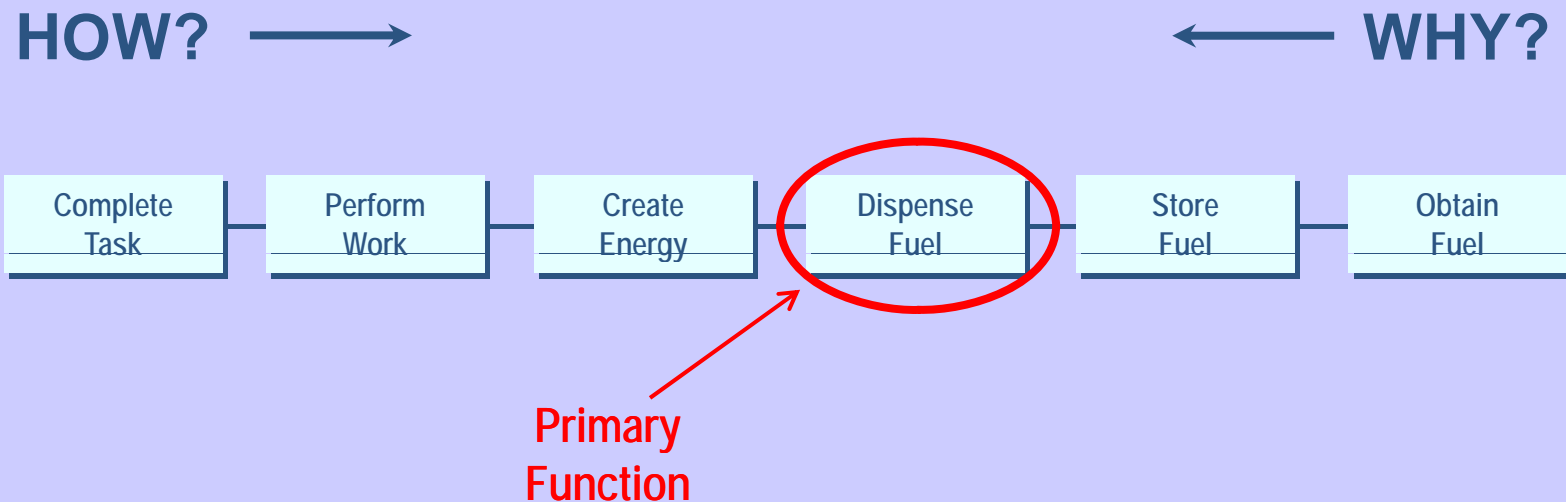 HOW?
WHY?
Complete
Task
Perform
Work
Create
Energy
Dispense
Fuel
Store
Fuel
Obtain
Fuel
Primary
Function